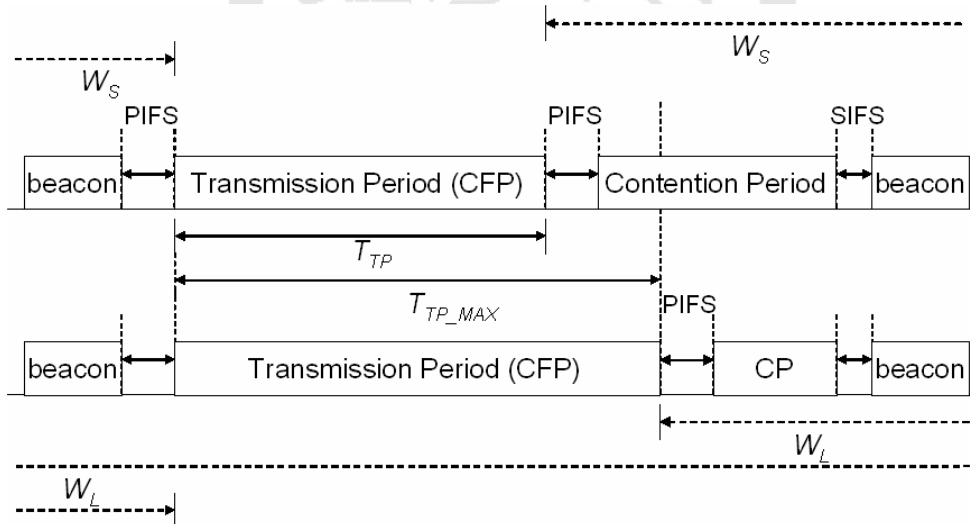 W_S
W_S
PIFS PIFS SIFS
beacon Transmission Period (CFP) Contention Period beacon
T_TP
T_TP_MAX
PIFS
beacon Transmission Period (CFP) CP beacon
W_L
W_L